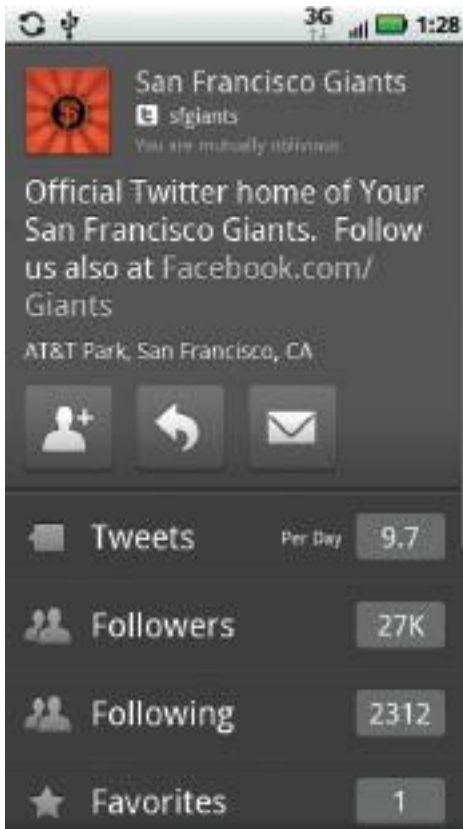 3G 1:28
San Francisco Giants
sfgiants
You are mutually oblivious.
Official Twitter home of Your
San Francisco Giants. Follow
us also at Facebook.com/
Giants
AT&T Park, San Francisco, CA
Tweets Per Day 9.7
Followers 27K
Following 2312
Favorites 1